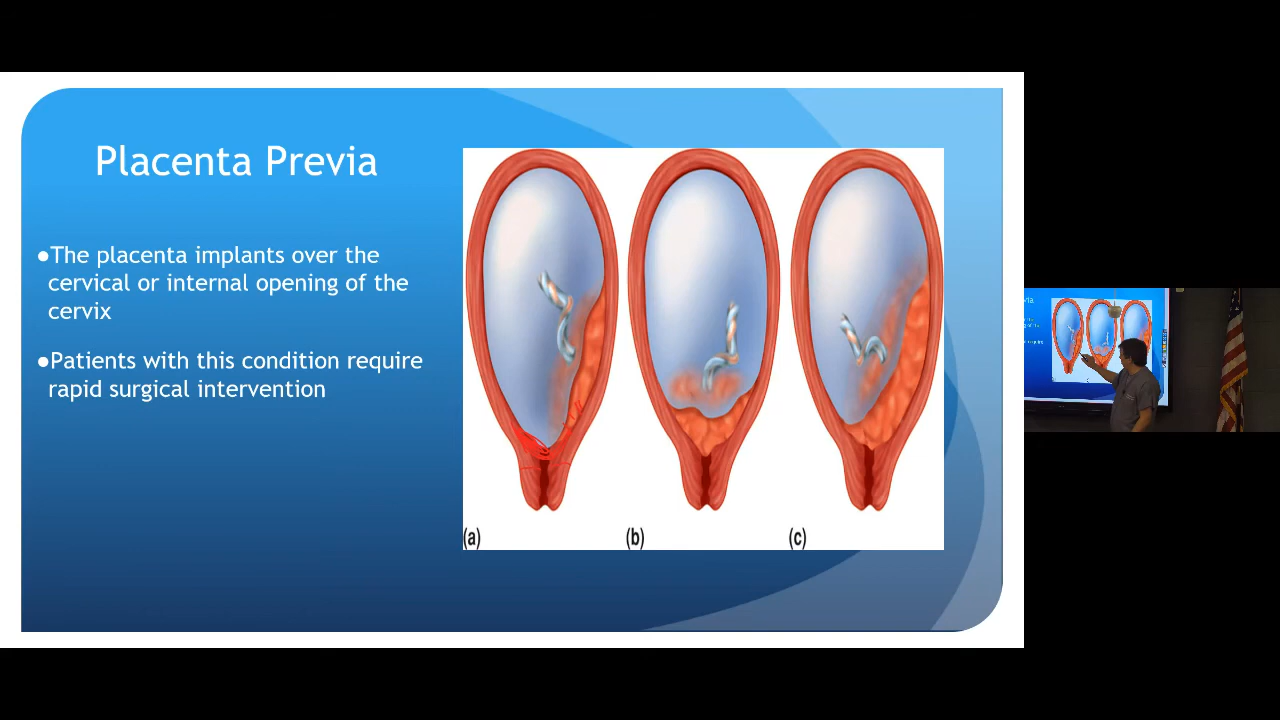 Placenta Previa
●The placenta implants over the
cervical or internal opening of the
cervix
●Patients with this condition require
rapid surgical intervention
(a)
(b)
(c)